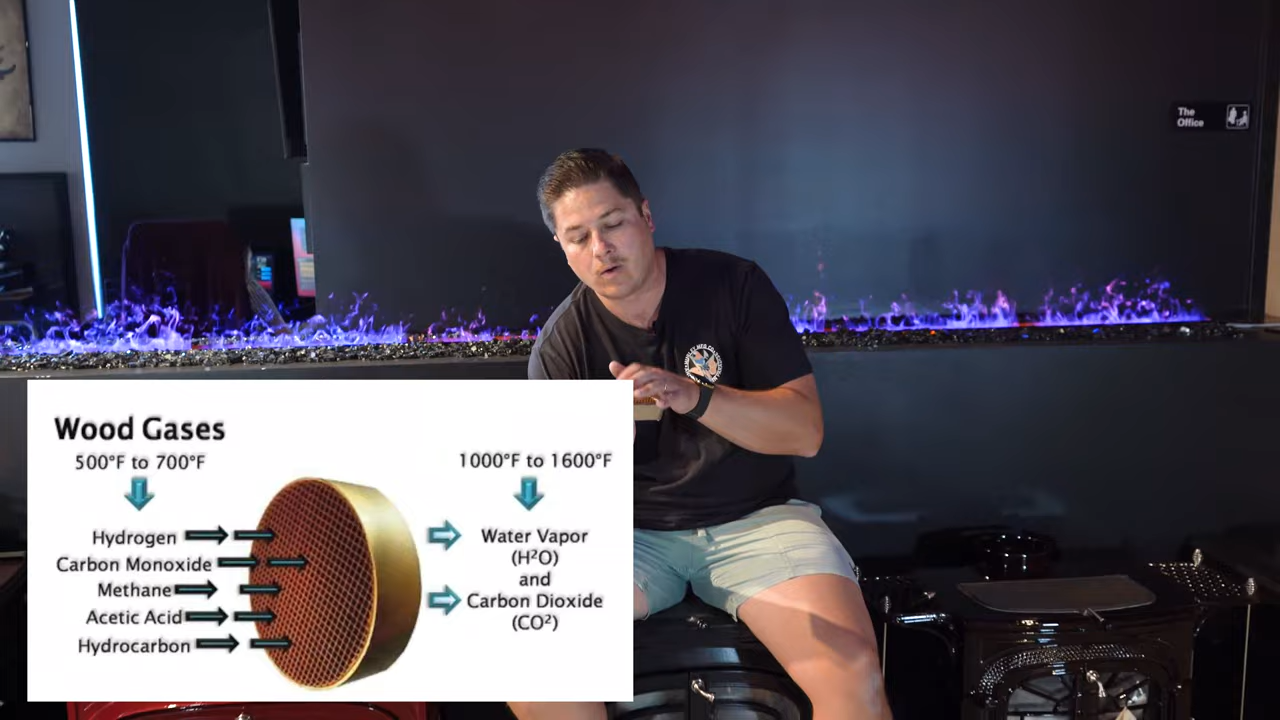 The
Office
Wood Gases
500°F to 700°F
1000°F to 1600°F
Hydrogen
Carbon Monoxide
Methane
Acetic Acid
Hydrocarbon
Water Vapor
(H²O)
and
Carbon Dioxide
(CO²)